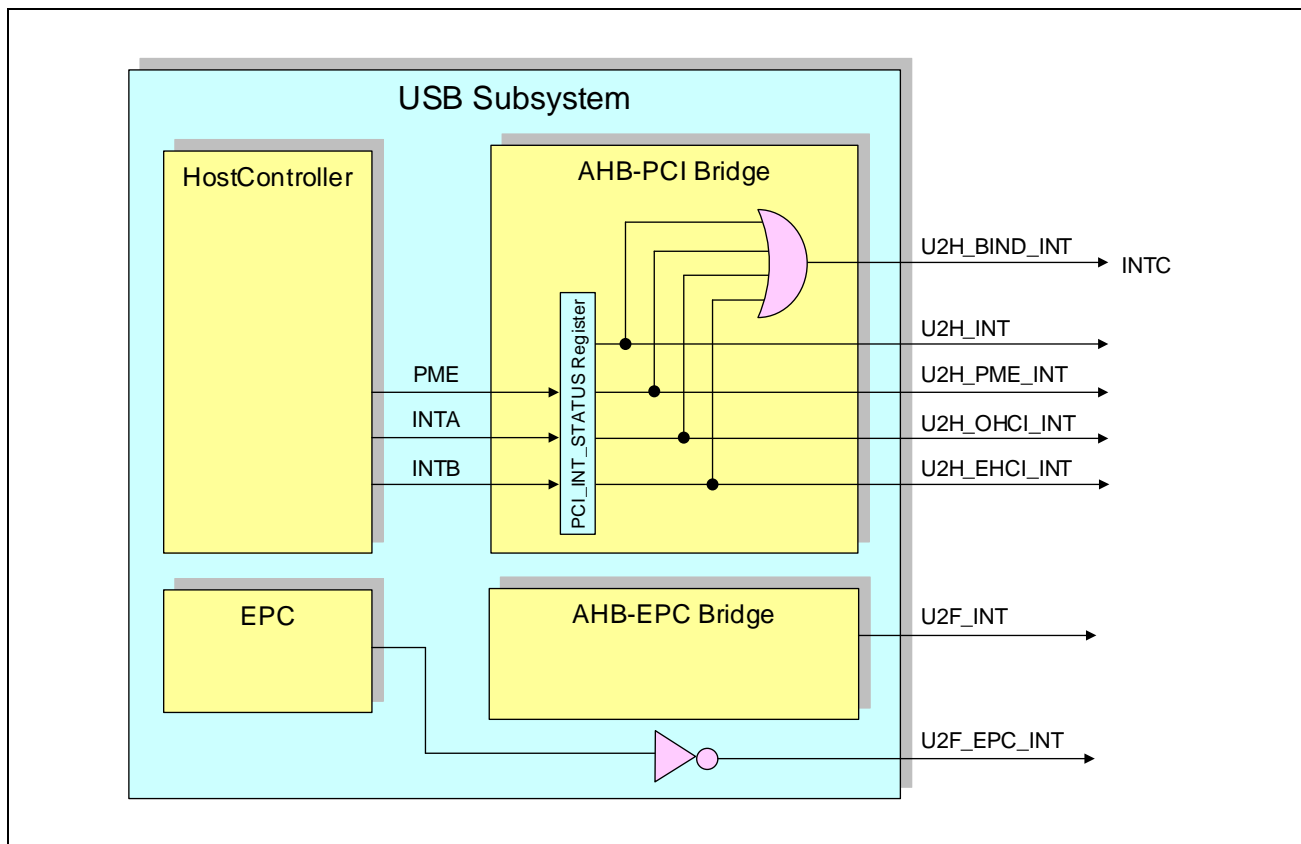 USB Subsystem
HostController
AHB-PCI Bridge
U2H_BIND_INT
INTC
PCI_INT_STATUS Register
U2H_INT
PME
U2H_PME_INT
INTA
U2H_OHCI_INT
INTB
U2H_EHCI_INT
EPC
AHB-EPC Bridge
U2F_INT
U2F_EPC_INT